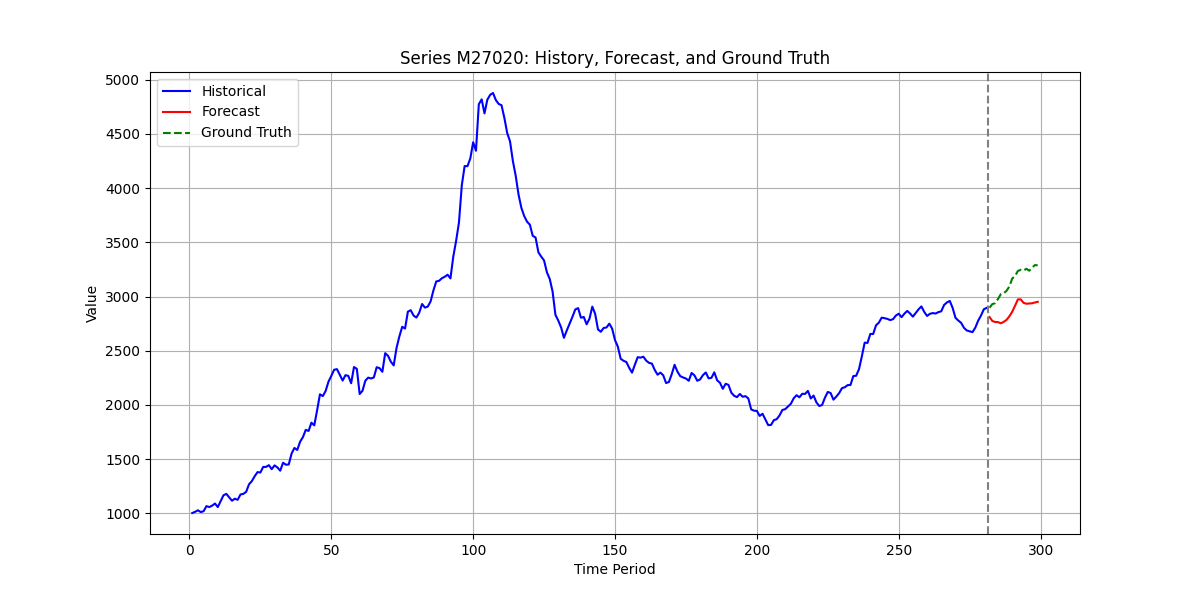 Series M27020: History, Forecast, and Ground Truth
Historical
Forecast
Ground Truth
5000
4500
4000
3500
3000
2500
2000
1500
1000
Value
0 50 100 150 200 250 300
Time Period